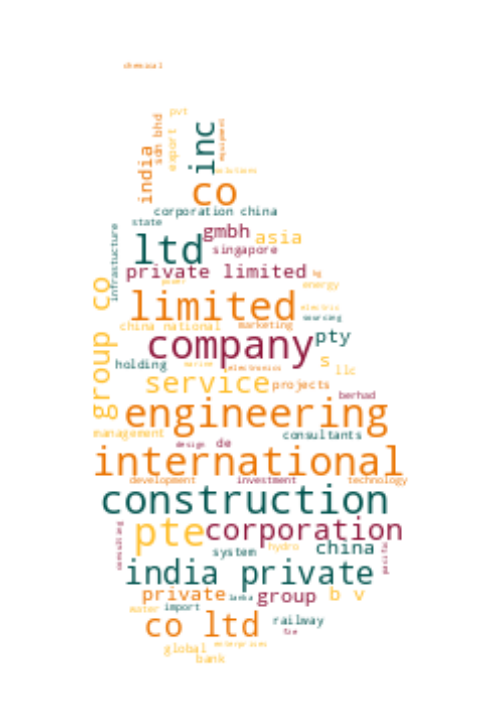 chemical
pvt
inc
equipment
sdn bhd
export
india
solutions
co
corporation china
state
gmbh
asia
infrastucture
ltd
singapore
private limited
kg
power
energy
group co
limited
electric
sourcing
china national
marketing
company
pty
s
holding
marine
electronics
llc
service
projects
berhad
engineering
management
consultants
design
de
international
development
investment
technology
construction
pte
corporation
consulting
hydro
china
system
pacific
india private
private
lanka
group
b v
water
import
co ltd
railway
fze
enterprises
global
bank